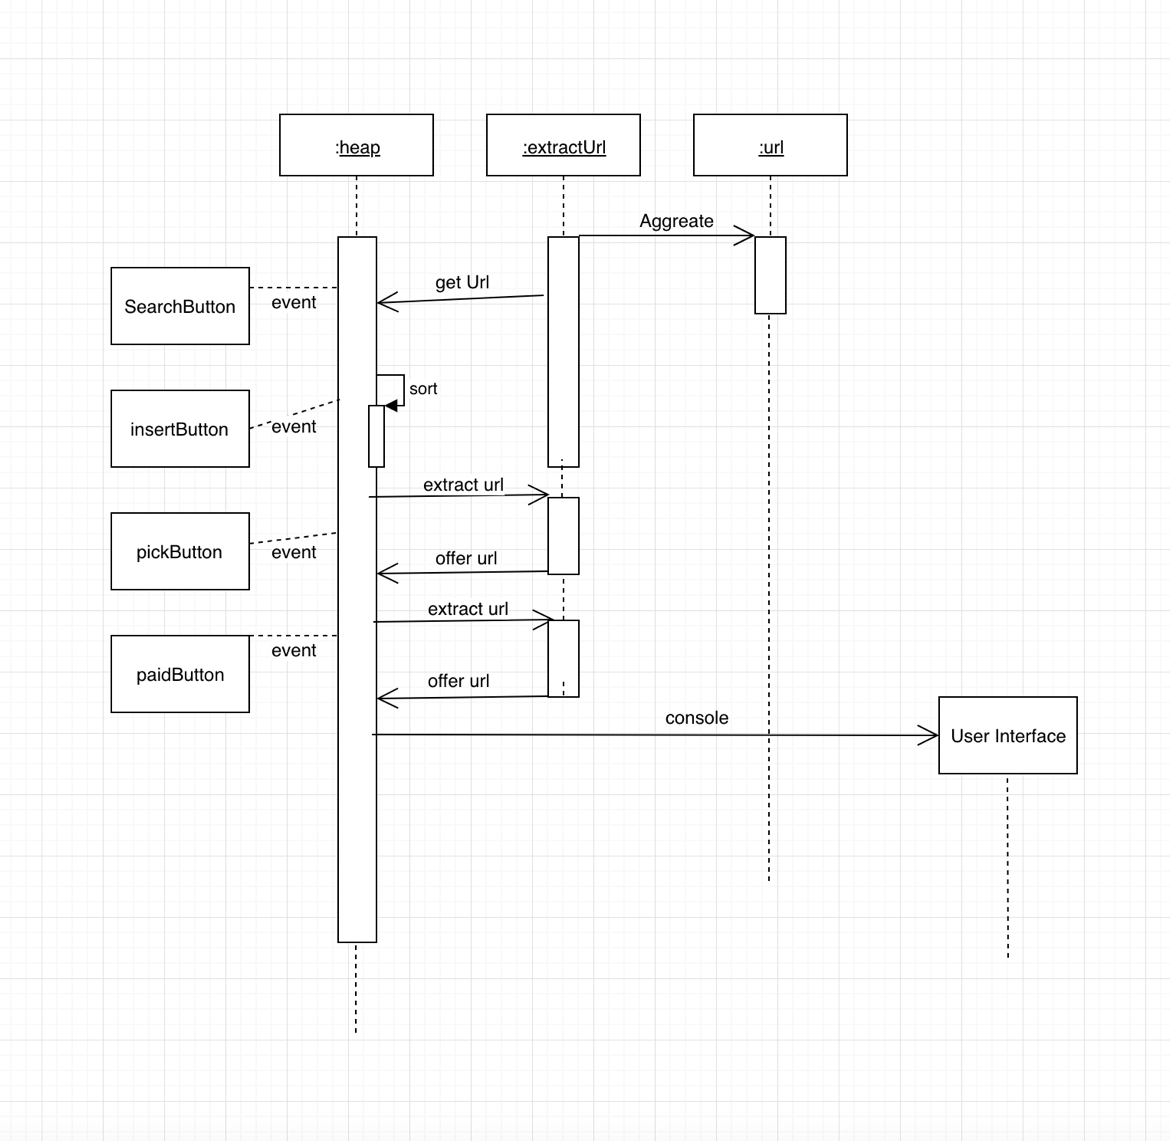 :heap
:extractUrl
:url
Aggreate
get Url
SearchButton
event
sort
insertButton
event
extract url
pickButton
event
offer url
extract url
event
paidButton
offer url
console
User Interface